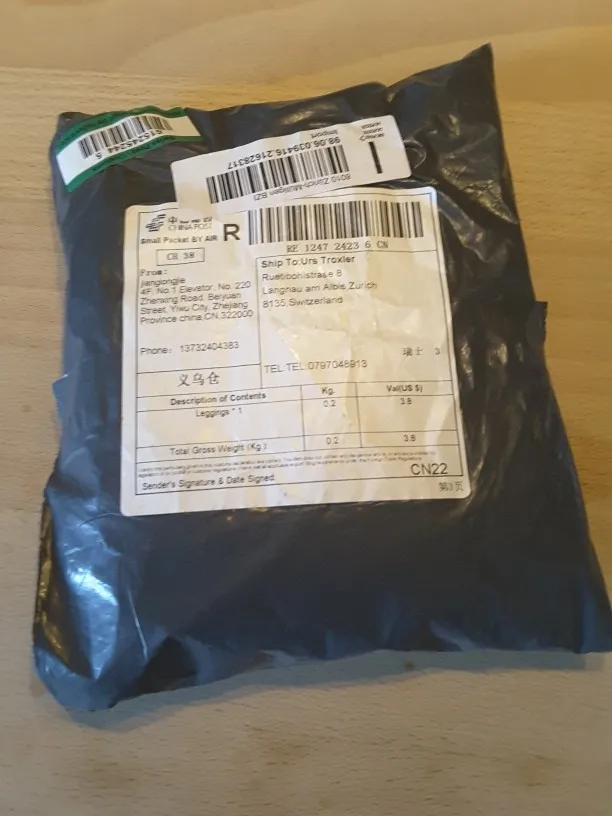 615245244 5
98.06.039416.21628317
Import
8010 Zürich-Mülligen BZI
CHINA POST
Small Packet BY AIR
R
CH 38
RE 1247 2423 6 CN
From:
jianglongjie
4F, No.1 Elevator, No. 220
Zhenxing Road, Beiyuan
Street, Yiwu City, Zhejiang
Province china,CN,322000
Phone: 13732404383
义乌仓
Ship To:Urs Troxler
Ruetibohlstrasse 8
Langnau am Albis,Zurich
8135,Switzerland
TEL:TEL:0797048913
瑞士 3
Description of Contents Kg. Val(US $)
Leggings * 1 0.2 3.8
Total Gross Weight (Kg.) 0.2 3.8
Sender's Signature & Date Signed:
CN22